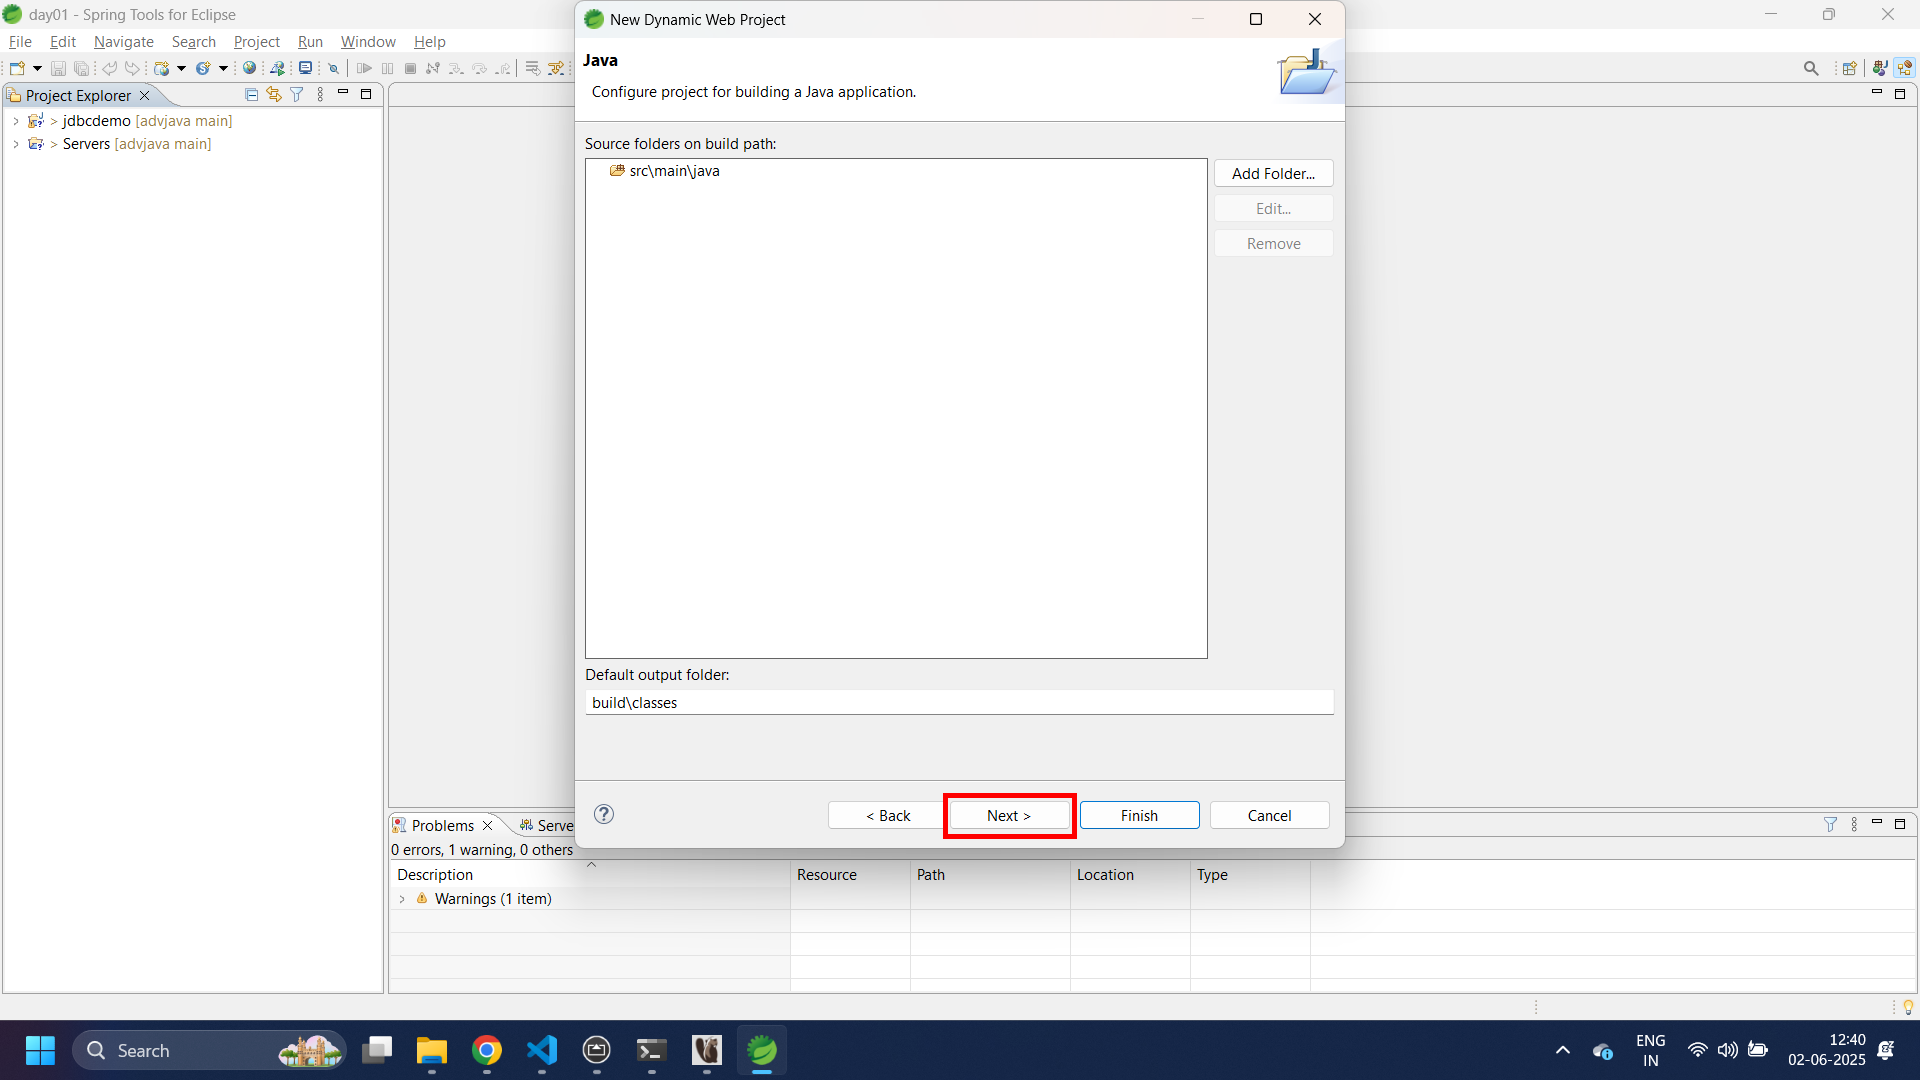 day01 - Spring Tools for Eclipse
File Edit Navigate Search Project Run Window Help
Project Explorer
> jdbcdemo [advjava main]
> Servers [advjava main]
New Dynamic Web Project
Java
Configure project for building a Java application.
Source folders on build path:
src\main\java
Add Folder...
Edit...
Remove
Default output folder:
build\classes
< Back
Next >
Finish
Cancel
Problems
Serve
0 errors, 1 warning, 0 others
Description Resource Path Location Type
Warnings (1 item)
Search
ENG
IN
12:40
02-06-2025